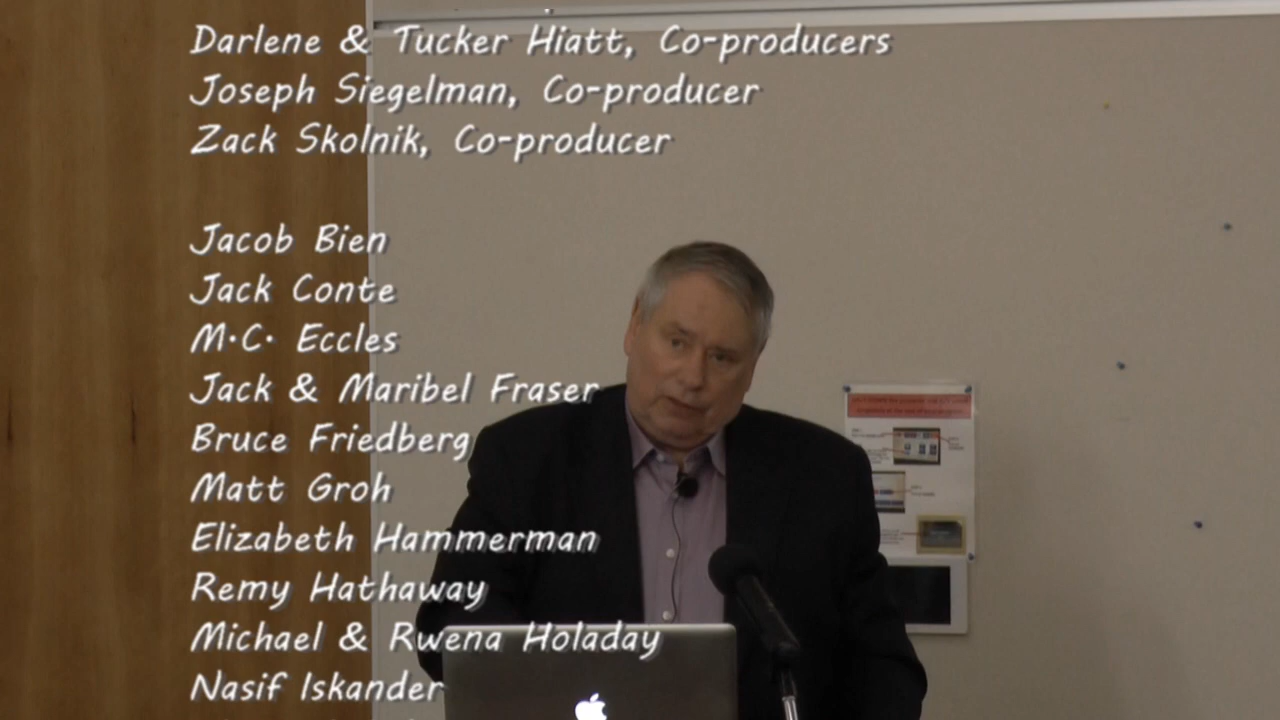 Darlene & Tucker Hiatt, Co-producers
Joseph Siegelman, Co-producer
Zack Skolnik, Co-producer
Jacob Bien
Jack Conte
M.C. Eccles
Jack & Maribel Fraser
Bruce Friedberg
Matt Groh
Elizabeth Hammerman
Remy Hathaway
Michael & Rwena Holaday
Nasif Iskander